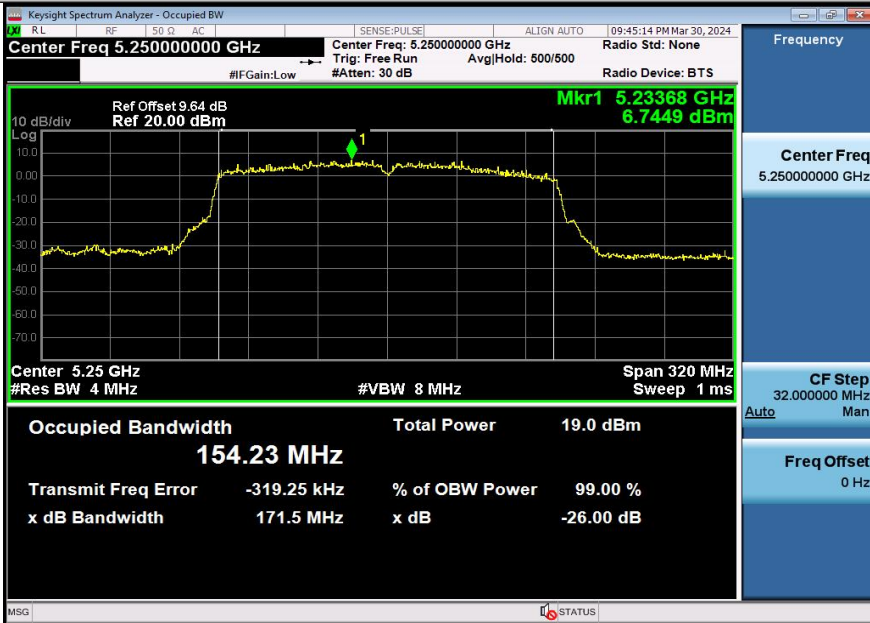 Keysight Spectrum Analyzer - Occupied BW
LXI RL RF 50 Ω AC SENSE:PULSE ALIGN AUTO 09:45:14 PM Mar 30, 2024
Center Freq 5.250000000 GHz
Center Freq: 5.250000000 GHz Radio Std: None
Trig: Free Run Avg|Hold: 500/500
#IFGain:Low #Atten: 30 dB Radio Device: BTS
Frequency
Mkr1 5.23368 GHz
6.7449 dBm
Ref Offset 9.64 dB
10 dB/div Ref 20.00 dBm
Log
1
10.0
0.00
-10.0
-20.0
-30.0
-40.0
-50.0
-60.0
-70.0
Center 5.25 GHz Span 320 MHz
#Res BW 4 MHz #VBW 8 MHz Sweep 1 ms
Center Freq
5.250000000 GHz
CF Step
32.000000 MHz
Auto Man
Freq Offset
0 Hz
Occupied Bandwidth Total Power 19.0 dBm
154.23 MHz
Transmit Freq Error -319.25 kHz % of OBW Power 99.00 %
x dB Bandwidth 171.5 MHz x dB -26.00 dB
MSG STATUS